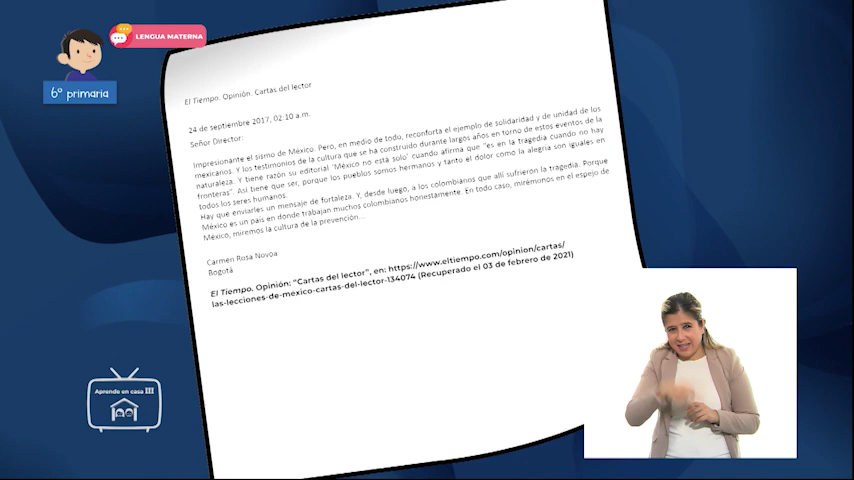 LENGUA MATERNA
6º primaria
El Tiempo. Opinión. Cartas del lector
24 de septiembre 2017, 02:10 a.m.
Señor Director:
Impresionante el sismo de México. Pero, en medio de todo, reconforta el ejemplo de solidaridad y de unidad de los
mexicanos. Y los testimonios de la cultura que se ha construido durante largos años en torno de estos eventos de la
naturaleza. Y tiene razón su editorial 'México no está solo' cuando afirma que "es en la tragedia cuando no hay
fronteras". Así tiene que ser, porque los pueblos somos hermanos y tanto el dolor como la alegría son iguales en
todos los seres humanos.
Hay que enviarles un mensaje de fortaleza. Y, desde luego, a los colombianos que allí sufrieron la tragedia. Porque
México es un país en donde trabajan muchos colombianos honestamente. En todo caso, mirémonos en el espejo de
México, miremos la cultura de la prevención...
Carmen Rosa Novoa
Bogotá
El Tiempo. Opinión: "Cartas del lector", en: https://www.eltiempo.com/opinion/cartas/
las-lecciones-de-mexico-cartas-del-lector-134074 (Recuperado el 03 de febrero de 2021)
Aprende en casa III